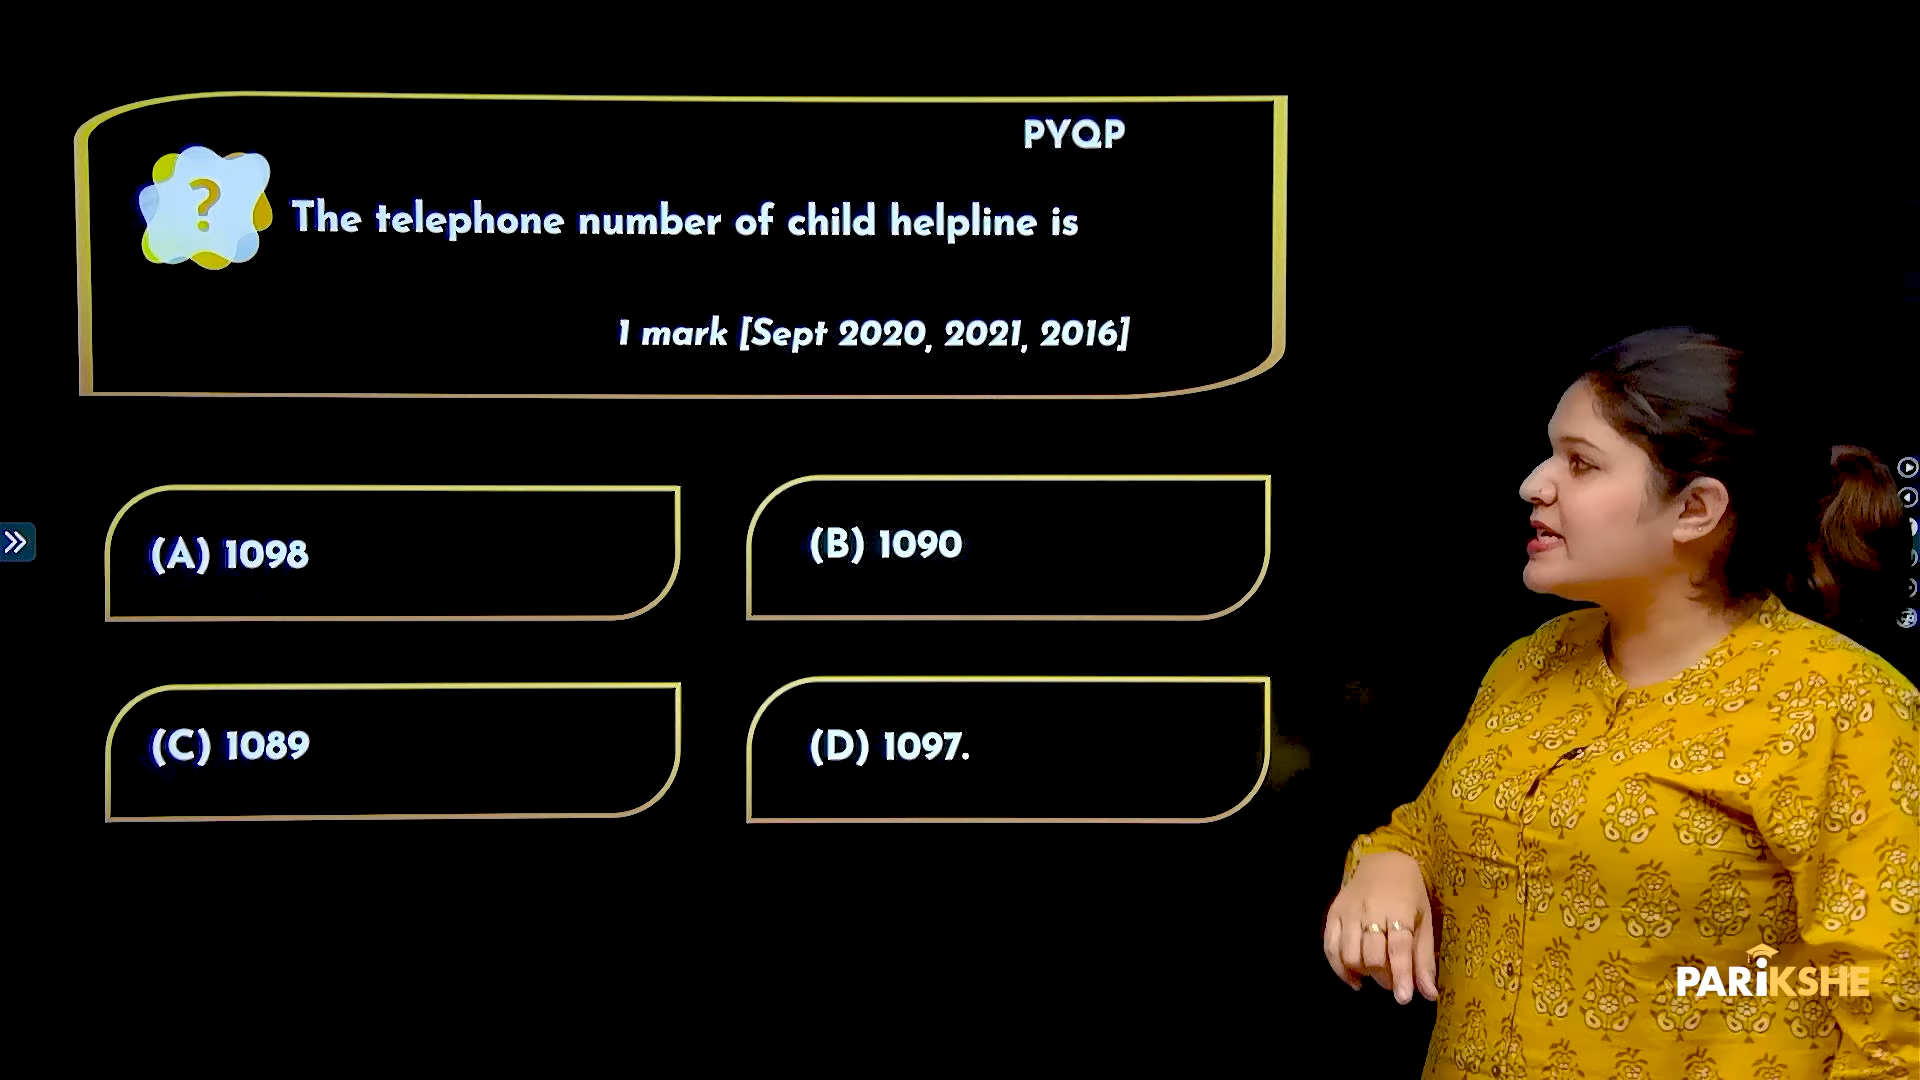 PYQP
?
The telephone number of child helpline is
1 mark [Sept 2020, 2021, 2016]
(A) 1098
(B) 1090
(C) 1089
(D) 1097.
PARiKSHE